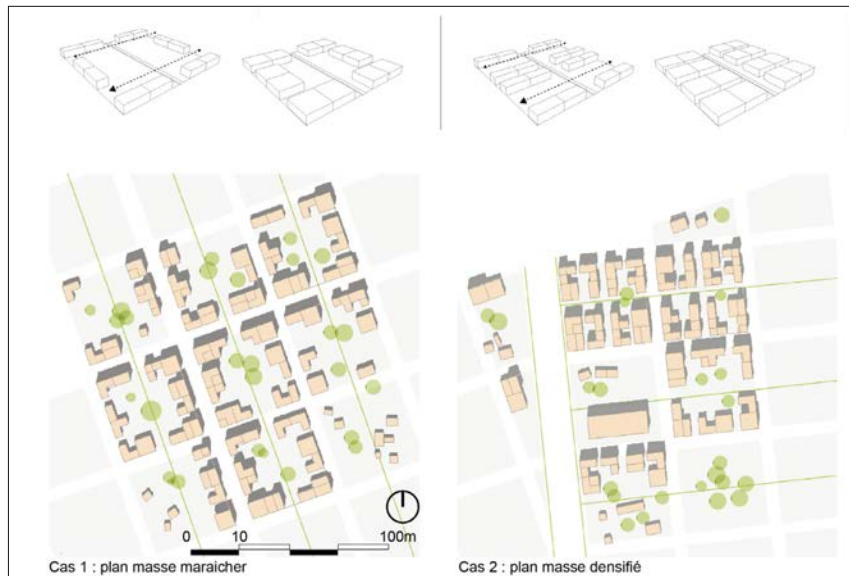 0 10 100m
Cas 1 : plan masse maraicher
Cas 2 : plan masse densifié